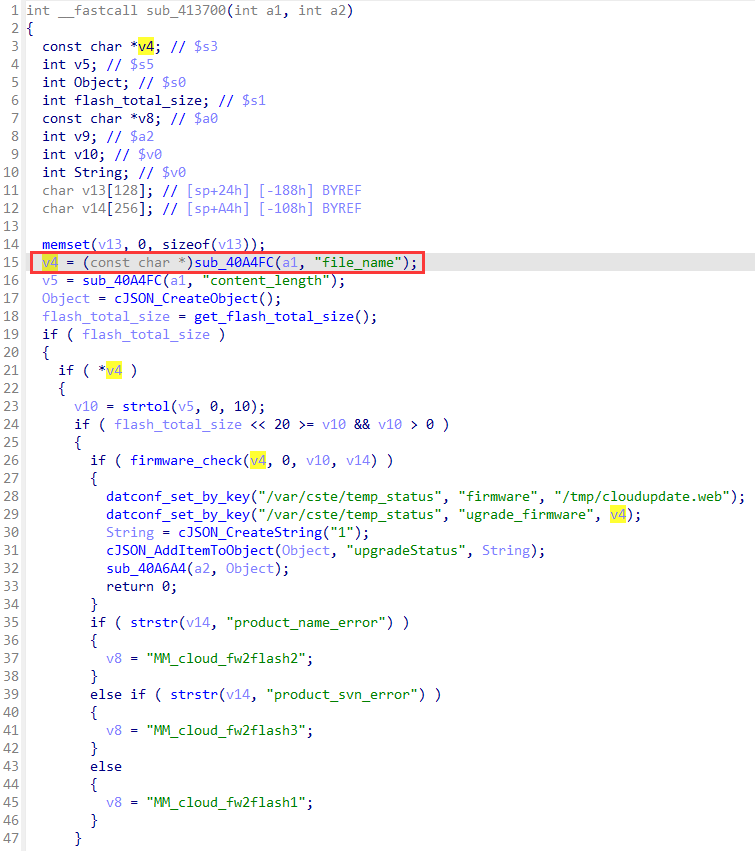 1 int __fastcall sub_413700(int a1, int a2)
2 {
3   const char *v4; // $s3
4   int v5; // $s5
5   int Object; // $s0
6   int flash_total_size; // $s1
7   const char *v8; // $a0
8   int v9; // $a2
9   int v10; // $v0
10   int String; // $v0
11   char v13[128]; // [sp+24h] [-188h] BYREF
12   char v14[256]; // [sp+A4h] [-108h] BYREF
13
14   memset(v13, 0, sizeof(v13));
15   v4 = (const char *)sub_40A4FC(a1, "file_name");
16   v5 = sub_40A4FC(a1, "content_length");
17   Object = cJSON_CreateObject();
18   flash_total_size = get_flash_total_size();
19   if ( flash_total_size )
20   {
21     if ( *v4 )
22     {
23       v10 = strtol(v5, 0, 10);
24       if ( flash_total_size << 20 >= v10 && v10 > 0 )
25       {
26         if ( firmware_check(v4, 0, v10, v14) )
27         {
28           datconf_set_by_key("/var/cste/temp_status", "firmware", "/tmp/cloudupdate.web");
29           datconf_set_by_key("/var/cste/temp_status", "ugrade_firmware", v4);
30           String = cJSON_CreateString("1");
31           cJSON_AddItemToObject(Object, "upgradeStatus", String);
32           sub_40A6A4(a2, Object);
33           return 0;
34         }
35         if ( strstr(v14, "product_name_error") )
36         {
37           v8 = "MM_cloud_fw2flash2";
38         }
39         else if ( strstr(v14, "product_svn_error") )
40         {
41           v8 = "MM_cloud_fw2flash3";
42         }
43         else
44         {
45           v8 = "MM_cloud_fw2flash1";
46         }
47       }